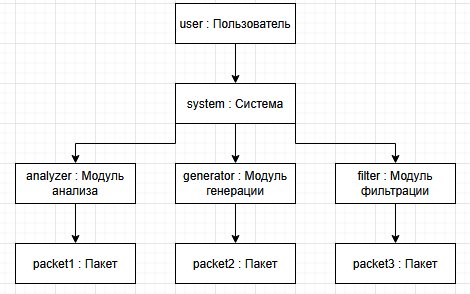 user : Пользователь
system : Система
analyzer : Модуль
анализа
generator : Модуль
генерации
filter : Модуль
фильтрации
packet1 : Пакет
packet2 : Пакет
packet3 : Пакет